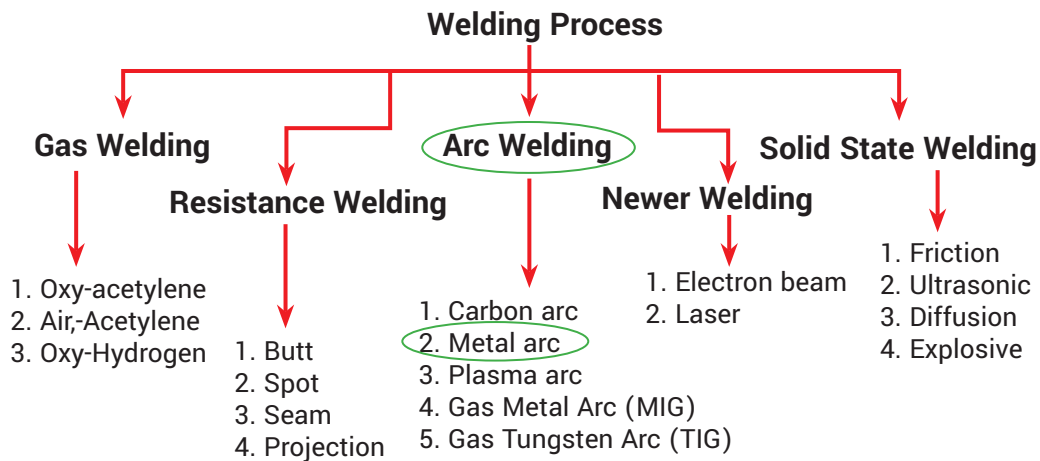 Welding Process
Gas Welding
1. Oxy-acetylene
2. Air,-Acetylene
3. Oxy-Hydrogen
Resistance Welding
1. Butt
2. Spot
3. Seam
4. Projection
Arc Welding
1. Carbon arc
2. Metal arc
3. Plasma arc
4. Gas Metal Arc (MIG)
5. Gas Tungsten Arc (TIG)
Newer Welding
1. Electron beam
2. Laser
Solid State Welding
1. Friction
2. Ultrasonic
3. Diffusion
4. Explosive